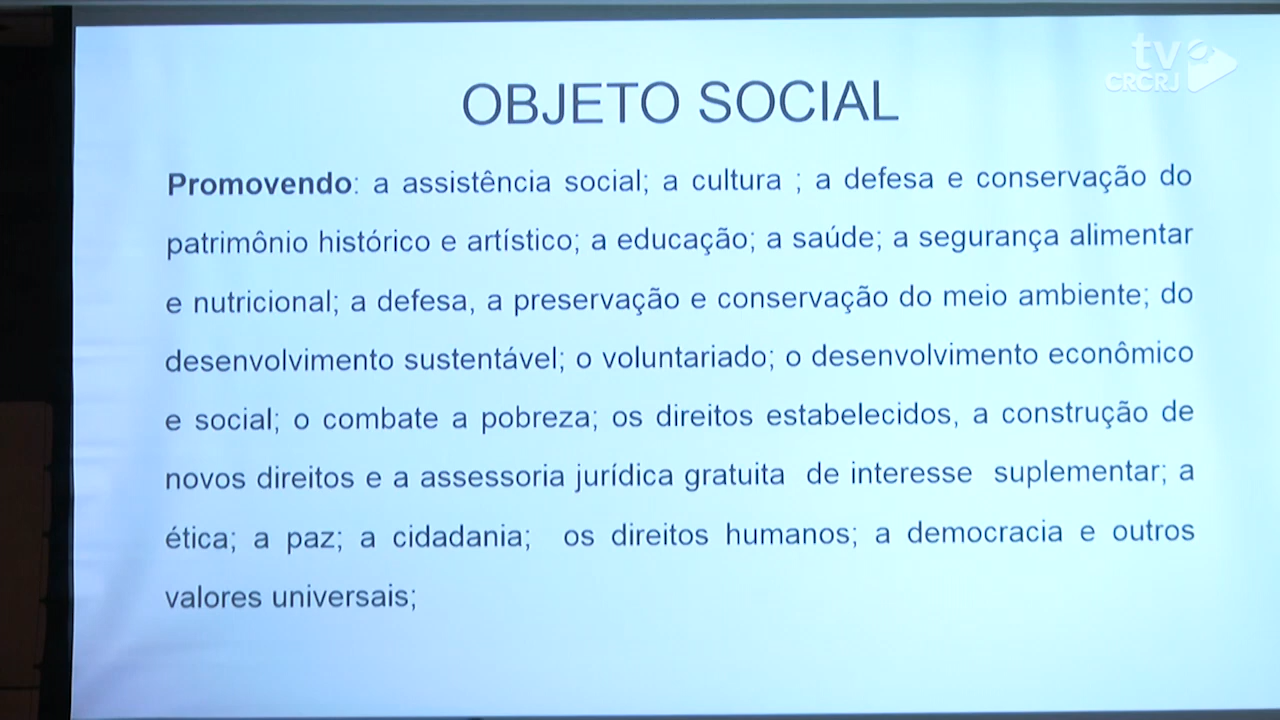 tv
CRCRJ
OBJETO SOCIAL
Promovendo: a assistência social; a cultura ; a defesa e conservação do
patrimônio histórico e artístico; a educação; a saúde; a segurança alimentar
e nutricional; a defesa, a preservação e conservação do meio ambiente; do
desenvolvimento sustentável; o voluntariado; o desenvolvimento econômico
e social; o combate a pobreza; os direitos estabelecidos, a construção de
novos direitos e a assessoria jurídica gratuita  de interesse  suplementar; a
ética; a paz; a cidadania;  os direitos humanos; a democracia e outros
valores universais;